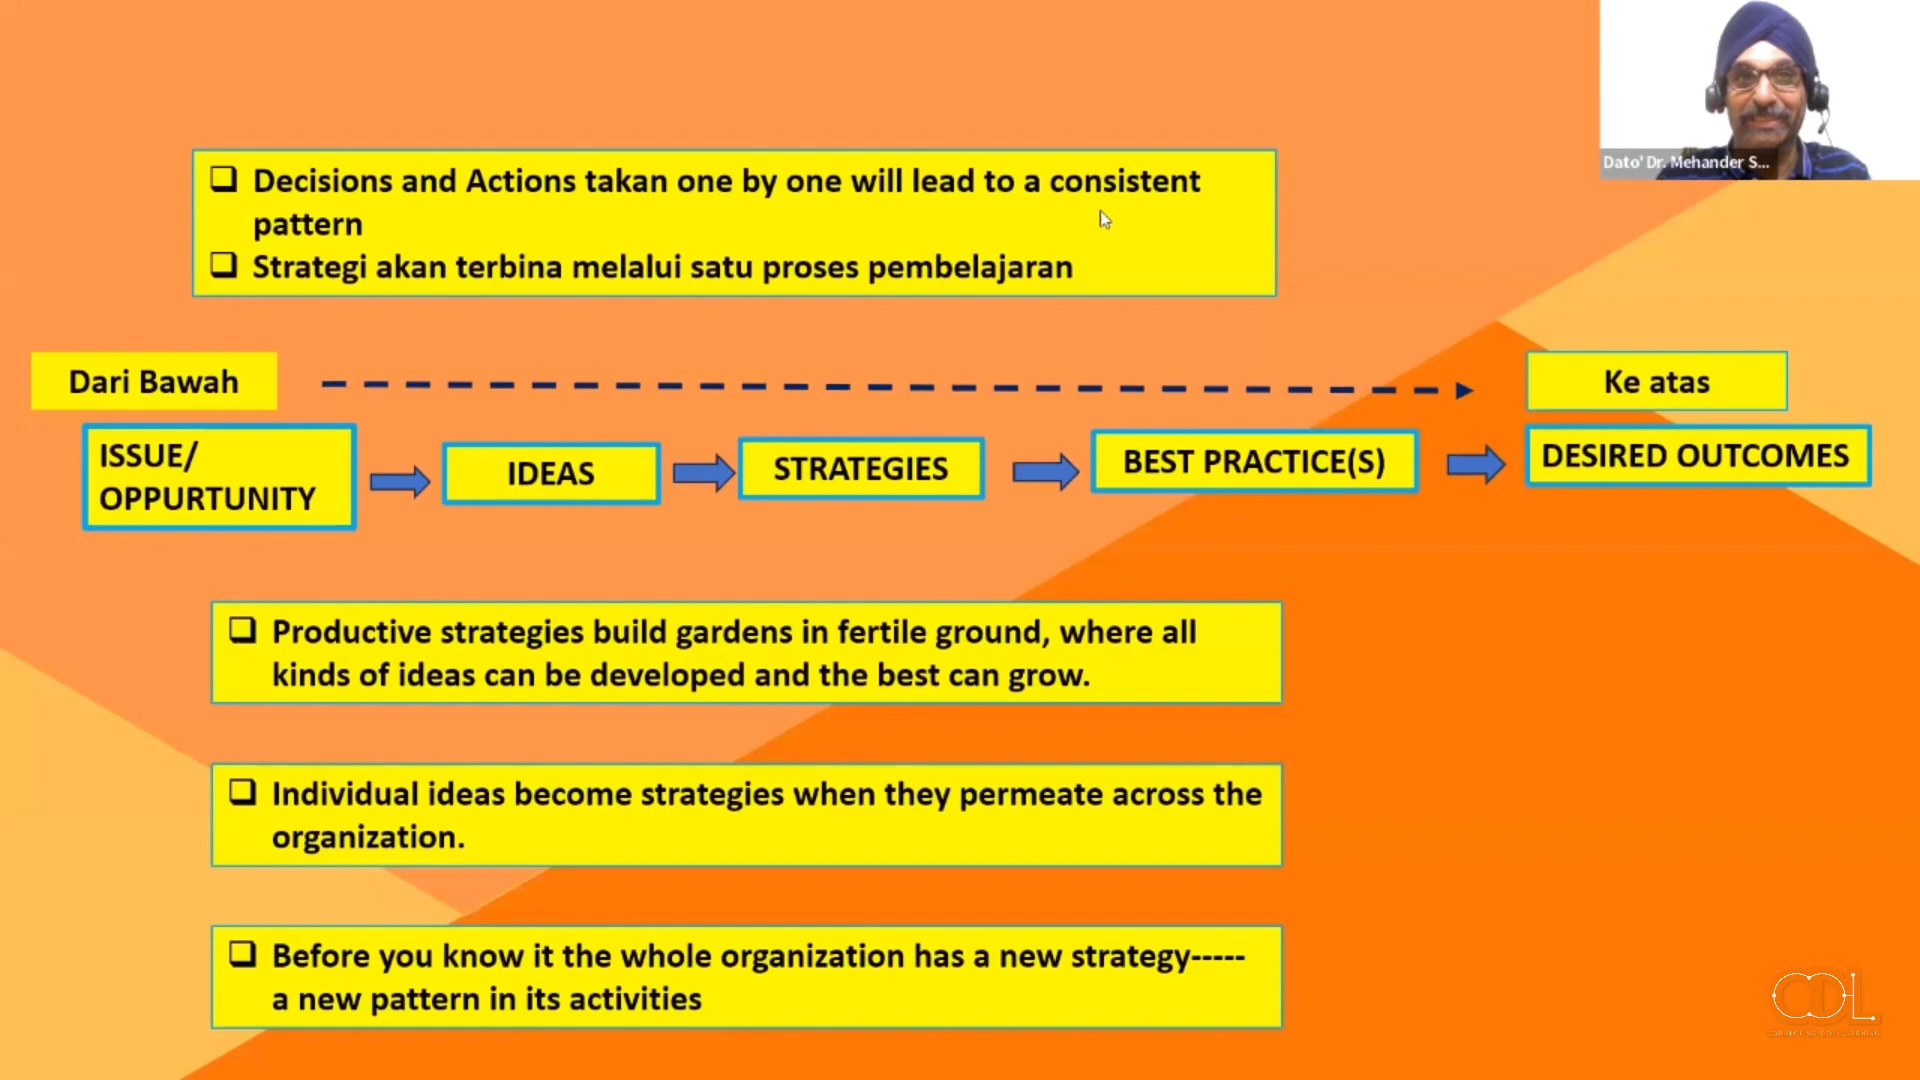 Dato' Dr. Mehander S...
❑ Decisions and Actions takan one by one will lead to a consistent
pattern
❑ Strategi akan terbina melalui satu proses pembelajaran
Dari Bawah
Ke atas
ISSUE/
OPPURTUNITY
IDEAS
STRATEGIES
BEST PRACTICE(S)
DESIRED OUTCOMES
❑ Productive strategies build gardens in fertile ground, where all
kinds of ideas can be developed and the best can grow.
❑ Individual ideas become strategies when they permeate across the
organization.
❑ Before you know it the whole organization has a new strategy-----
a new pattern in its activities